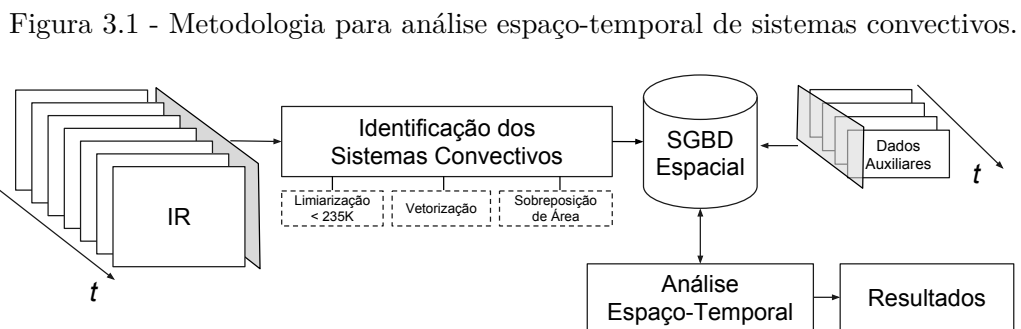 Figura 3.1 - Metodologia para análise espaço-temporal de sistemas convectivos.
IR
t
Identificação dos
Sistemas Convectivos
Limiarização
< 235K
Vetorização
Sobreposição
de Área
SGBD
Espacial
Dados
Auxiliares
t
Análise
Espaço-Temporal
Resultados